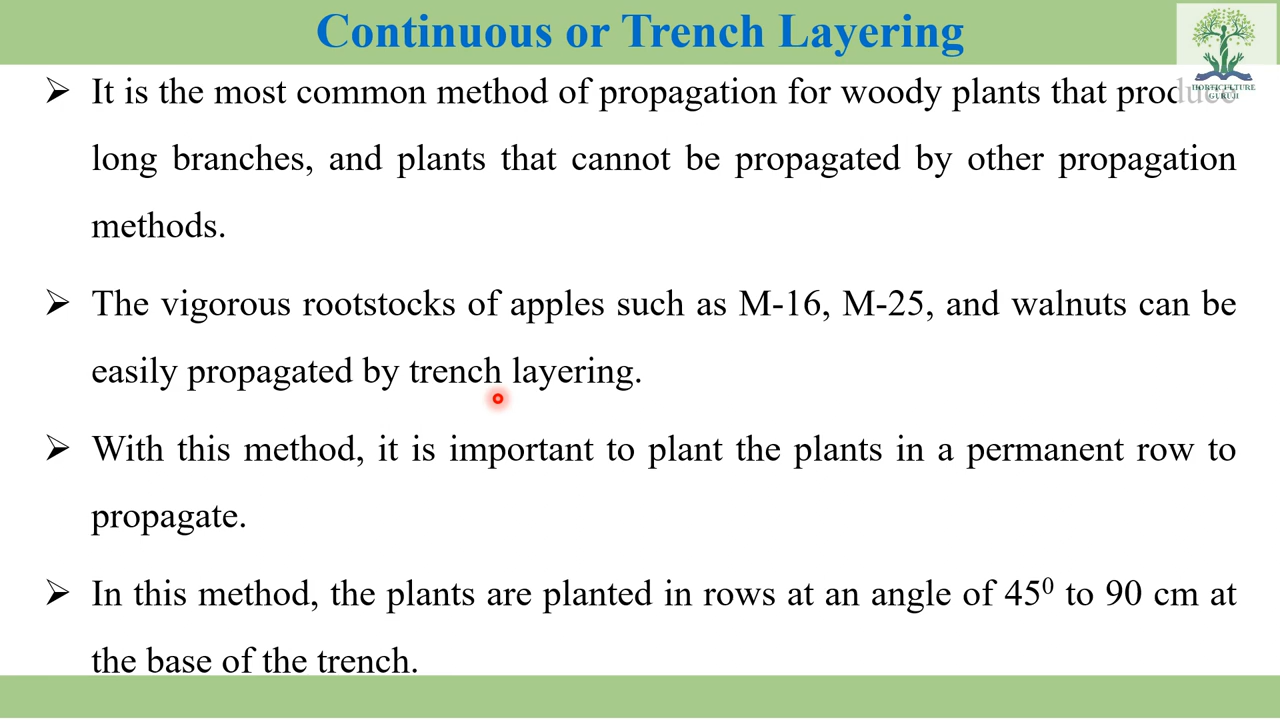 Continuous or Trench Layering
➢ It is the most common method of propagation for woody plants that produce
long branches, and plants that cannot be propagated by other propagation
methods.
➢ The vigorous rootstocks of apples such as M-16, M-25, and walnuts can be
easily propagated by trench layering.
➢ With this method, it is important to plant the plants in a permanent row to
propagate.
➢ In this method, the plants are planted in rows at an angle of 45⁰ to 90 cm at
the base of the trench.
HORTICULTURE
GURUJI